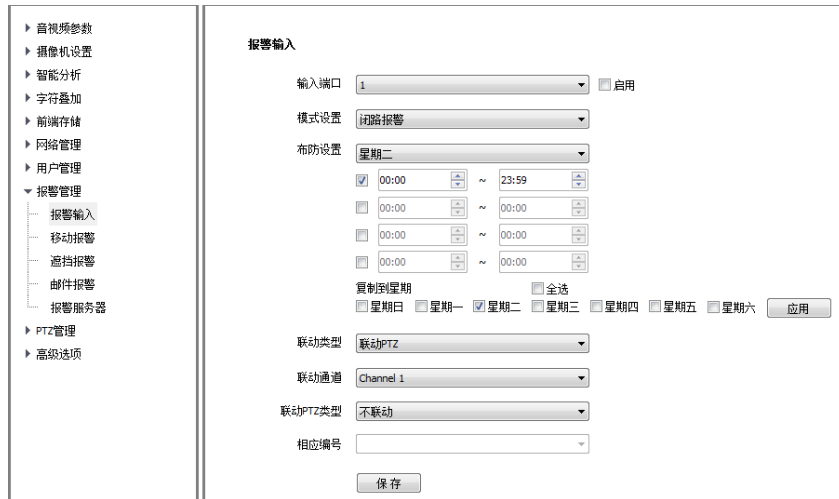 音视频参数
摄像机设置
智能分析
字符叠加
前端存储
网络管理
用户管理
报警管理
报警输入
移动报警
遮挡报警
邮件报警
报警服务器
PTZ管理
高级选项
报警输入
输入端口 1 启用
模式设置 闭路报警
布防设置 星期二
00:00 ~ 23:59
00:00 ~ 00:00
00:00 ~ 00:00
00:00 ~ 00:00
复制到星期 全选
星期日 星期一 星期二 星期三 星期四 星期五 星期六 应用
联动类型 联动PTZ
联动通道 Channel 1
联动PTZ类型 不联动
相应编号
保存